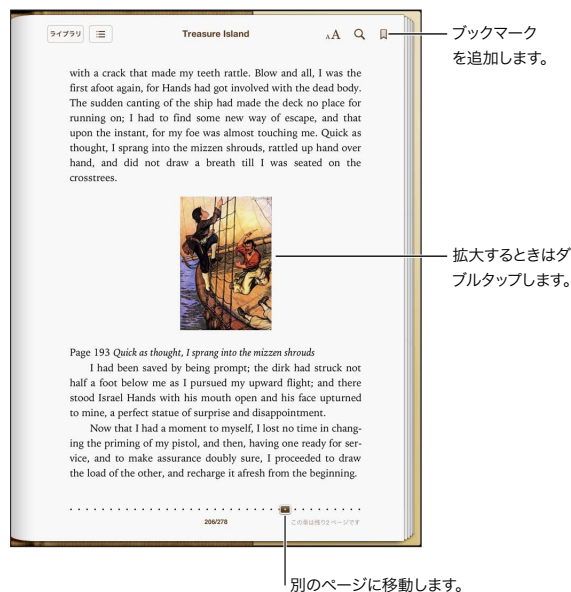 ライブラリ
Treasure Island
AA
ブックマーク
を追加します。
with a crack that made my teeth rattle. Blow and all, I was the
first afoot again, for Hands had got involved with the dead body.
The sudden canting of the ship had made the deck no place for
running on; I had to find some new way of escape, and that
upon the instant, for my foe was almost touching me. Quick as
thought, I sprang into the mizzen shrouds, rattled up hand over
hand, and did not draw a breath till I was seated on the
crosstrees.
拡大するときはダ
ブルタップします。
Page 193 Quick as thought, I sprang into the mizzen shrouds
I had been saved by being prompt; the dirk had struck not
half a foot below me as I pursued my upward flight; and there
stood Israel Hands with his mouth open and his face upturned
to mine, a perfect statue of surprise and disappointment.
Now that I had a moment to myself, I lost no time in chang-
ing the priming of my pistol, and then, having one ready for ser-
vice, and to make assurance doubly sure, I proceeded to draw
the load of the other, and recharge it afresh from the beginning.
206/278
この章は残り2ページです
別のページに移動します。